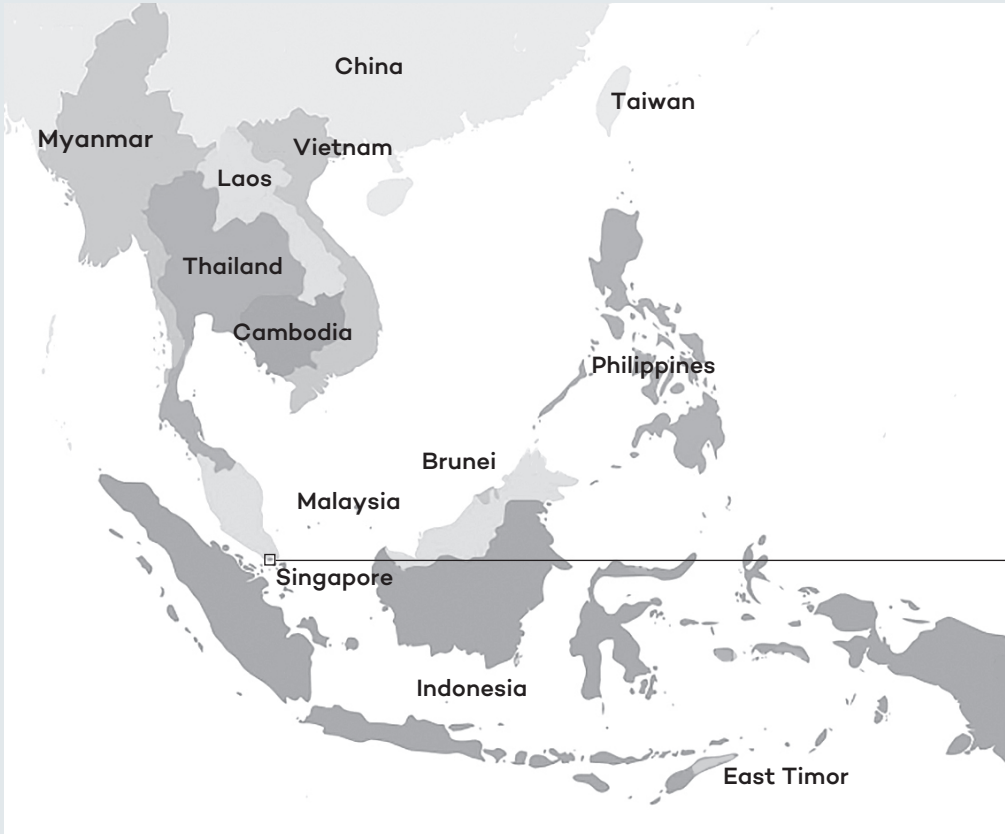 China
Taiwan
Myanmar
Vietnam
Laos
Thailand
Cambodia
Philippines
Brunei
Malaysia
Singapore
Indonesia
East Timor